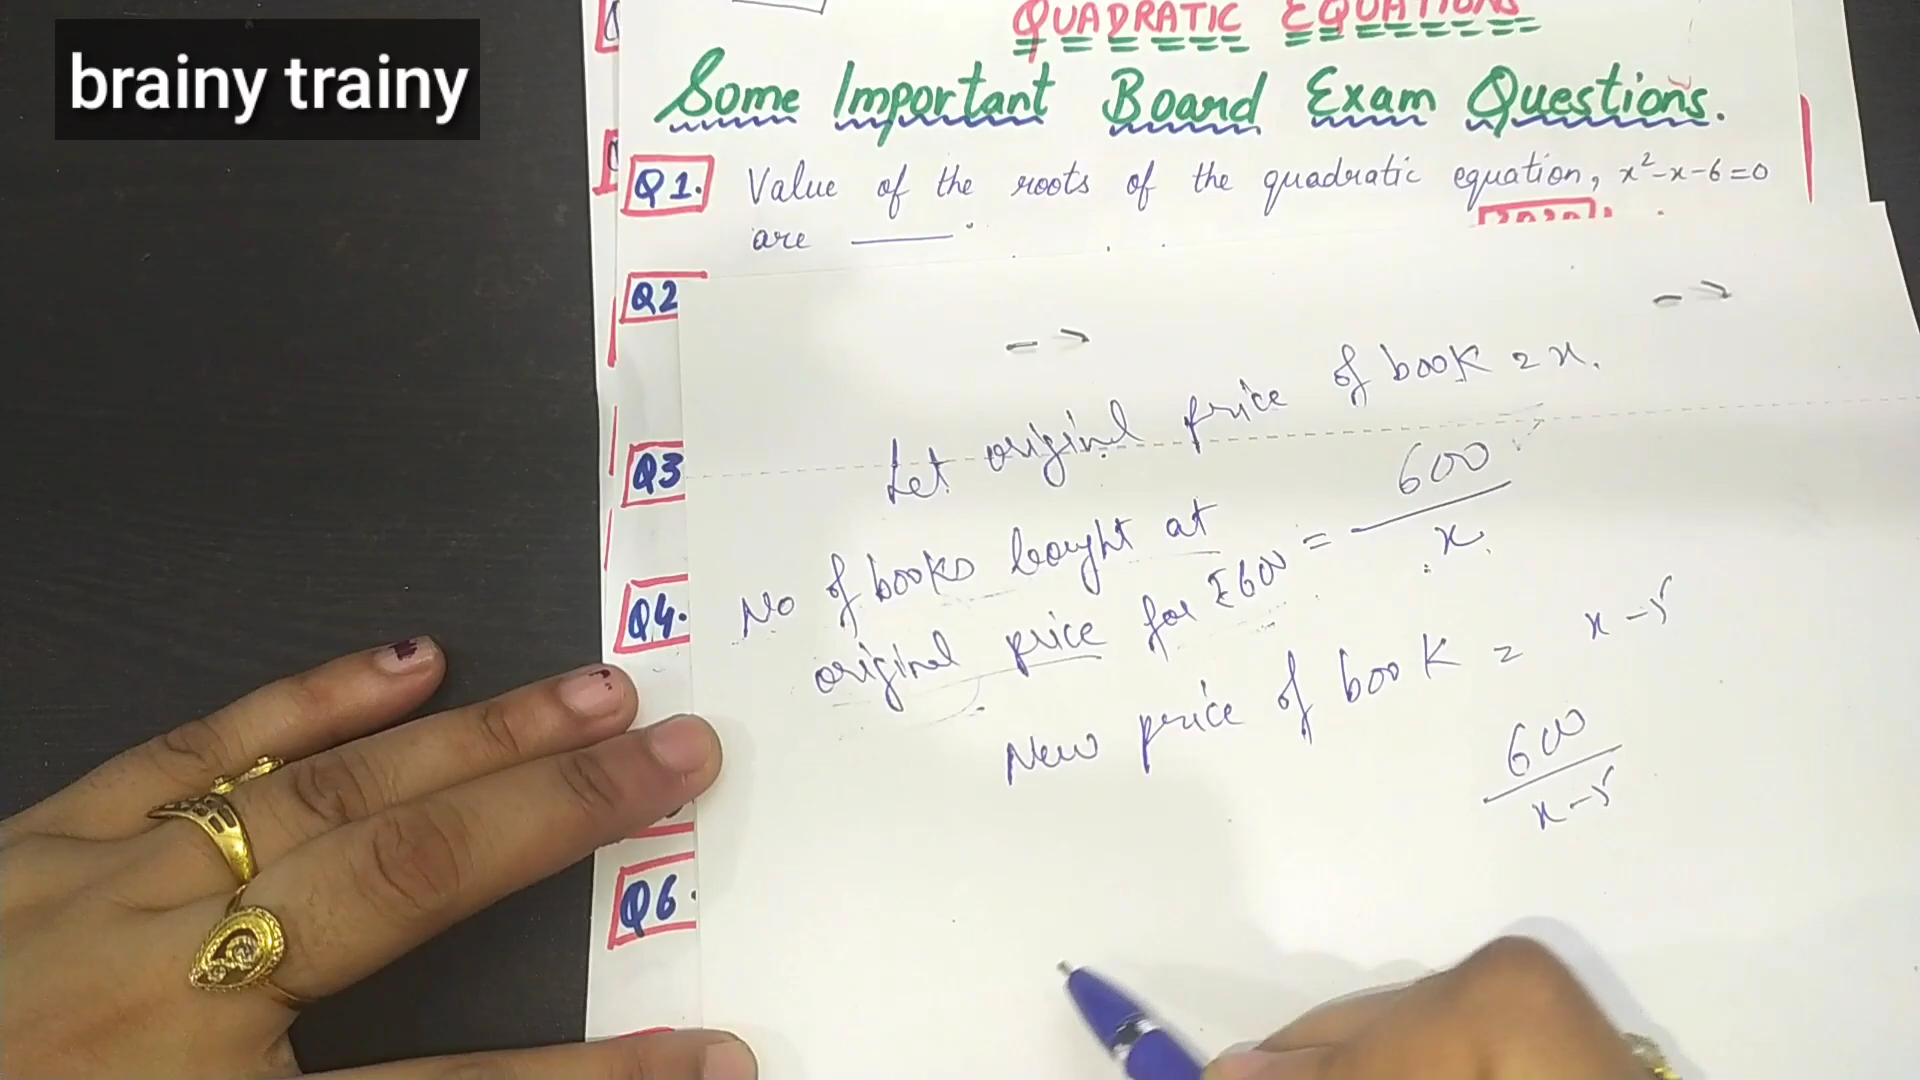 brainy trainy
QUADRATIC EQUATIONS
Some Important Board Exam Questions.
Q1. Value of the roots of the quadratic equation, x²-x-6=0
are ______.
Q2
Let original price of book = x.
Q3
No of books bought at
original price for ₹600 = 600/x
Q4.
New price of book = x-5
600/x-5
Q6.